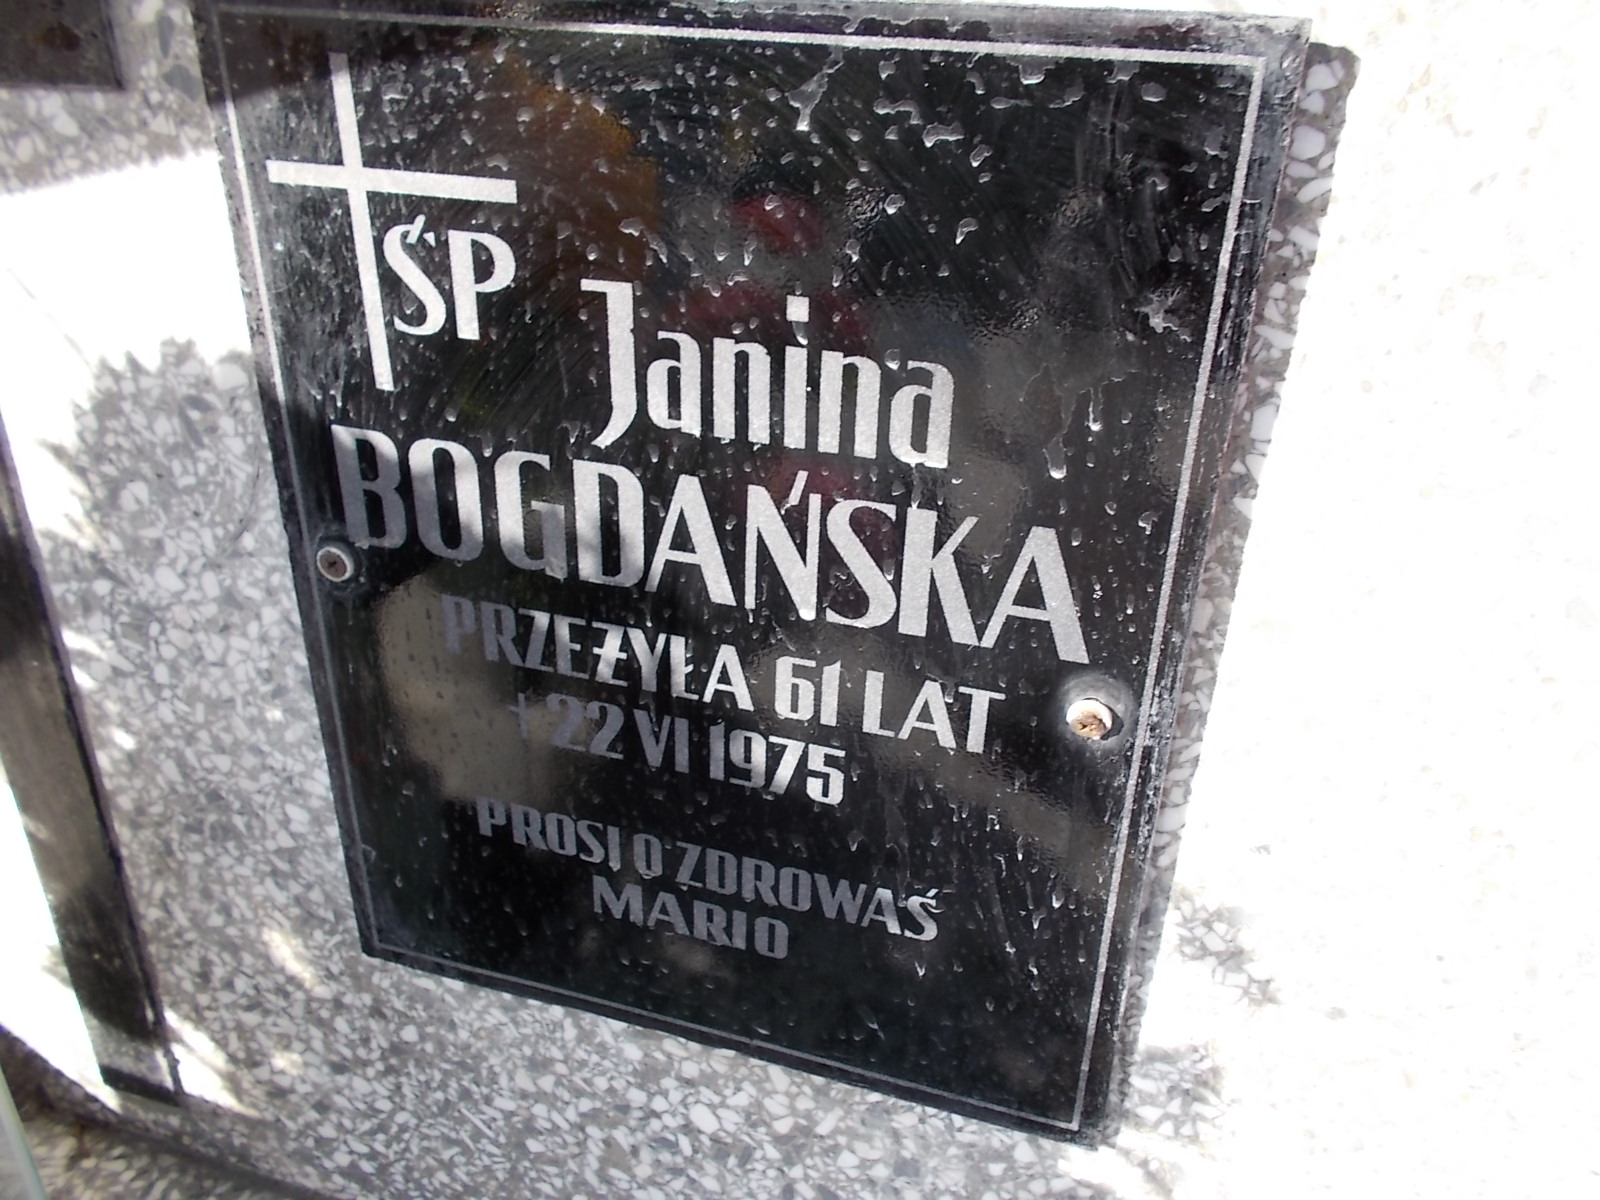 ŚP
Janina
BOGDAŃSKA
PRZEŻYŁA 61 LAT
† 22 VI 1975
PROSI O ZDROWAŚ
MARIO